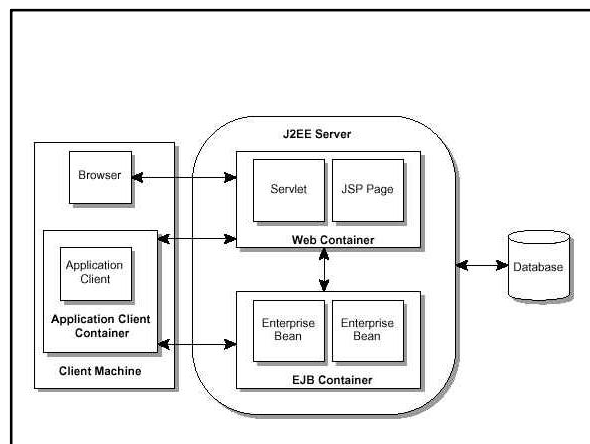 J2EE Server
Browser
Servlet
JSP Page
Web Container
Application
Client
Application Client
Container
Client Machine
Enterprise
Bean
Enterprise
Bean
EJB Container
Database